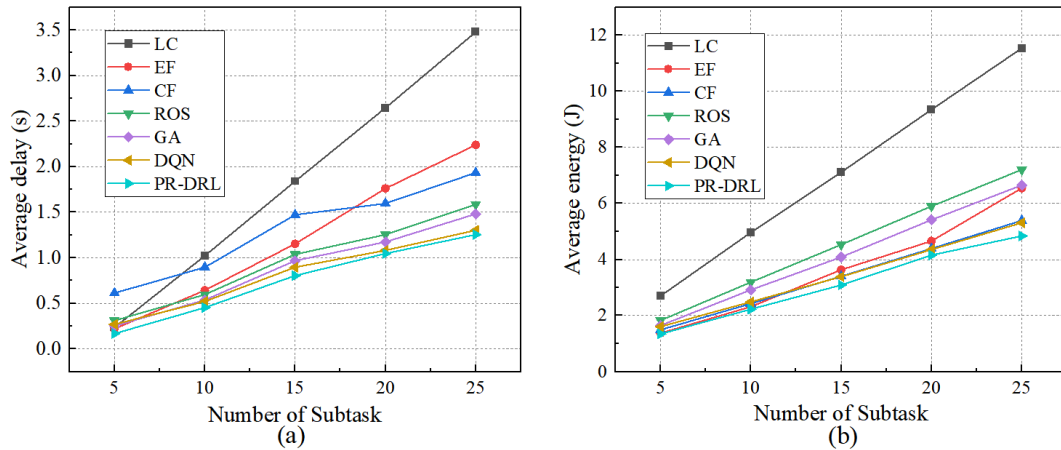 3.5
3.0
2.5
2.0
1.5
1.0
0.5
0.0
Average delay (s)
LC
EF
CF
ROS
GA
DQN
PR-DRL
5 10 15 20 25
Number of Subtask
(a)
12
10
8
6
4
2
0
Average energy (J)
LC
EF
CF
ROS
GA
DQN
PR-DRL
5 10 15 20 25
Number of Subtask
(b)